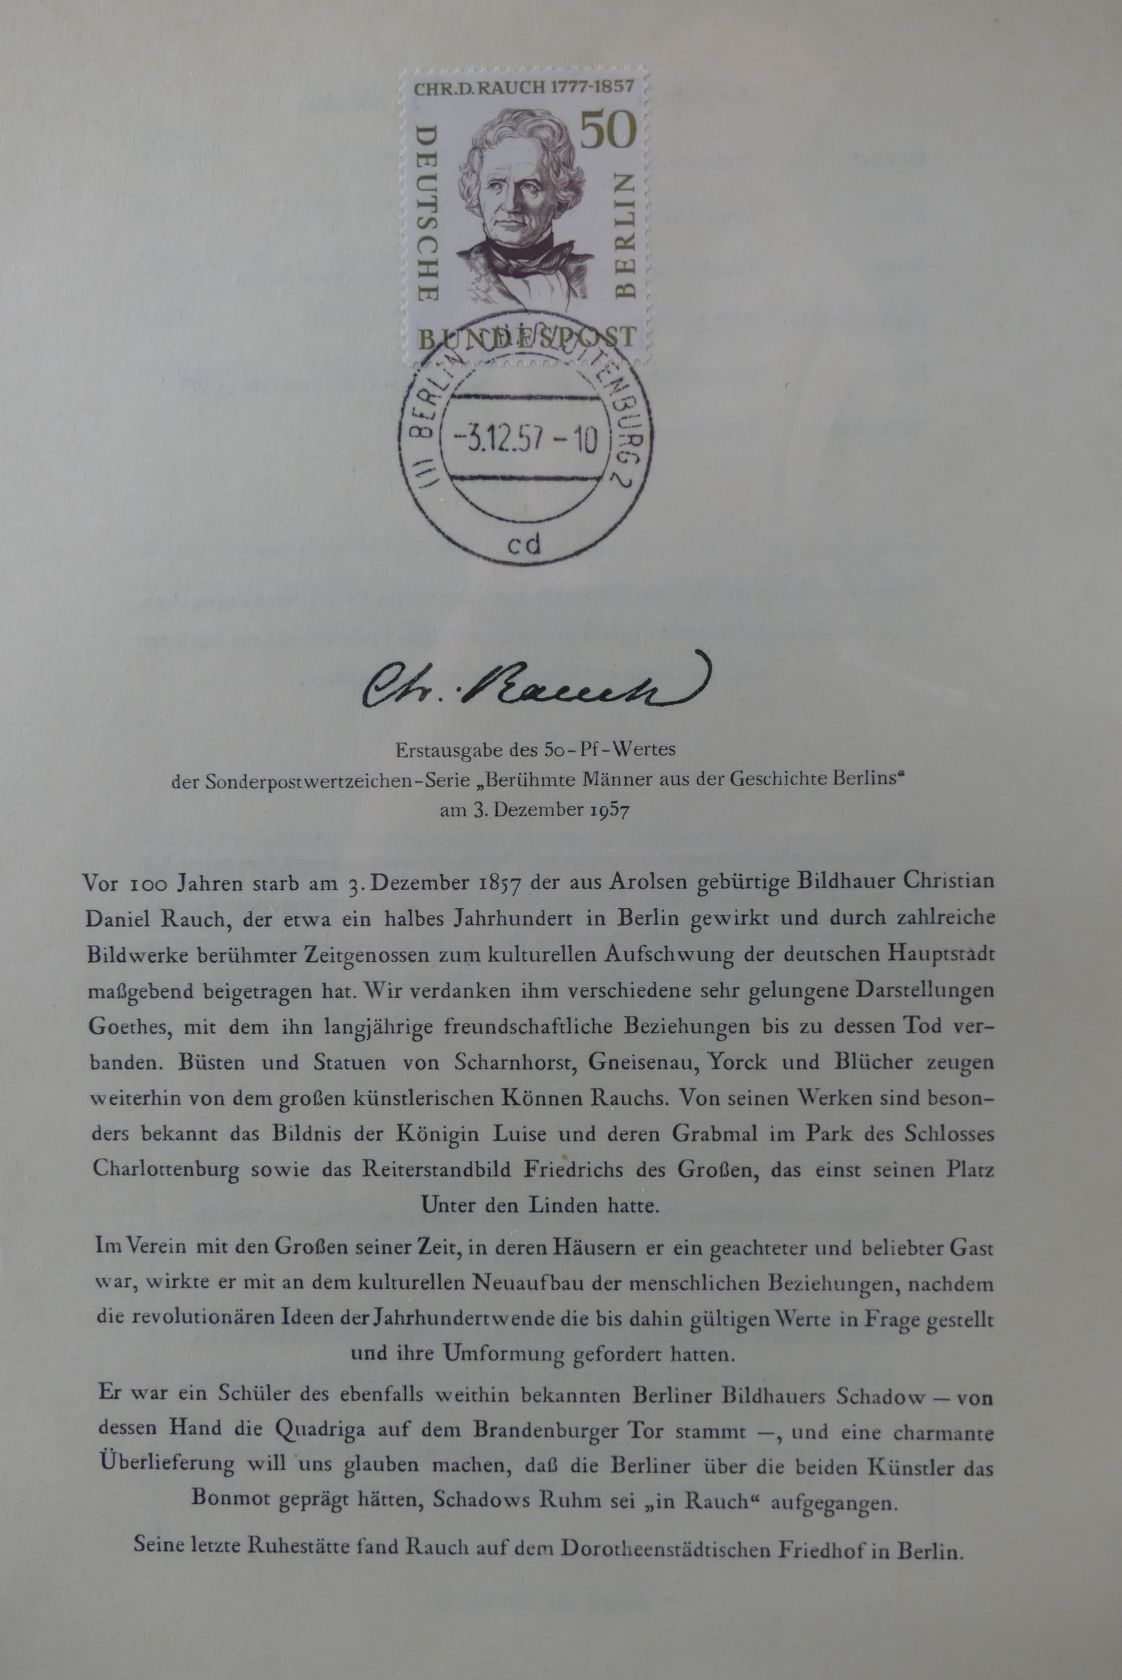 CHR.D.RAUCH 1777-1857
50
DEUTSCHE
BERLIN
BUNDESPOST
(1) BERLIN-CHARLOTTENBURG 2
-3.12.57-10
cd
Chr. Rauch
Erstausgabe des 50-Pf-Wertes
der Sonderpostwertzeichen-Serie „Berühmte Männer aus der Geschichte Berlins“
am 3. Dezember 1957
Vor 100 Jahren starb am 3. Dezember 1857 der aus Arolsen gebürtige Bildhauer Christian
Daniel Rauch, der etwa ein halbes Jahrhundert in Berlin gewirkt und durch zahlreiche
Bildwerke berühmter Zeitgenossen zum kulturellen Aufschwung der deutschen Hauptstadt
maßgebend beigetragen hat. Wir verdanken ihm verschiedene sehr gelungene Darstellungen
Goethes, mit dem ihn langjährige freundschaftliche Beziehungen bis zu dessen Tod ver-
banden. Büsten und Statuen von Scharnhorst, Gneisenau, Yorck und Blücher zeugen
weiterhin von dem großen künstlerischen Können Rauchs. Von seinen Werken sind beson-
ders bekannt das Bildnis der Königin Luise und deren Grabmal im Park des Schlosses
Charlottenburg sowie das Reiterstandbild Friedrichs des Großen, das einst seinen Platz
Unter den Linden hatte.
Im Verein mit den Großen seiner Zeit, in deren Häusern er ein geachteter und beliebter Gast
war, wirkte er mit an dem kulturellen Neuaufbau der menschlichen Beziehungen, nachdem
die revolutionären Ideen der Jahrhundertwende die bis dahin gültigen Werte in Frage gestellt
und ihre Umformung gefordert hatten.
Er war ein Schüler des ebenfalls weithin bekannten Berliner Bildhauers Schadow — von
dessen Hand die Quadriga auf dem Brandenburger Tor stammt —, und eine charmante
Überlieferung will uns glauben machen, daß die Berliner über die beiden Künstler das
Bonmot geprägt hätten, Schadows Ruhm sei „in Rauch“ aufgegangen.
Seine letzte Ruhestätte fand Rauch auf dem Dorotheenstädtischen Friedhof in Berlin.